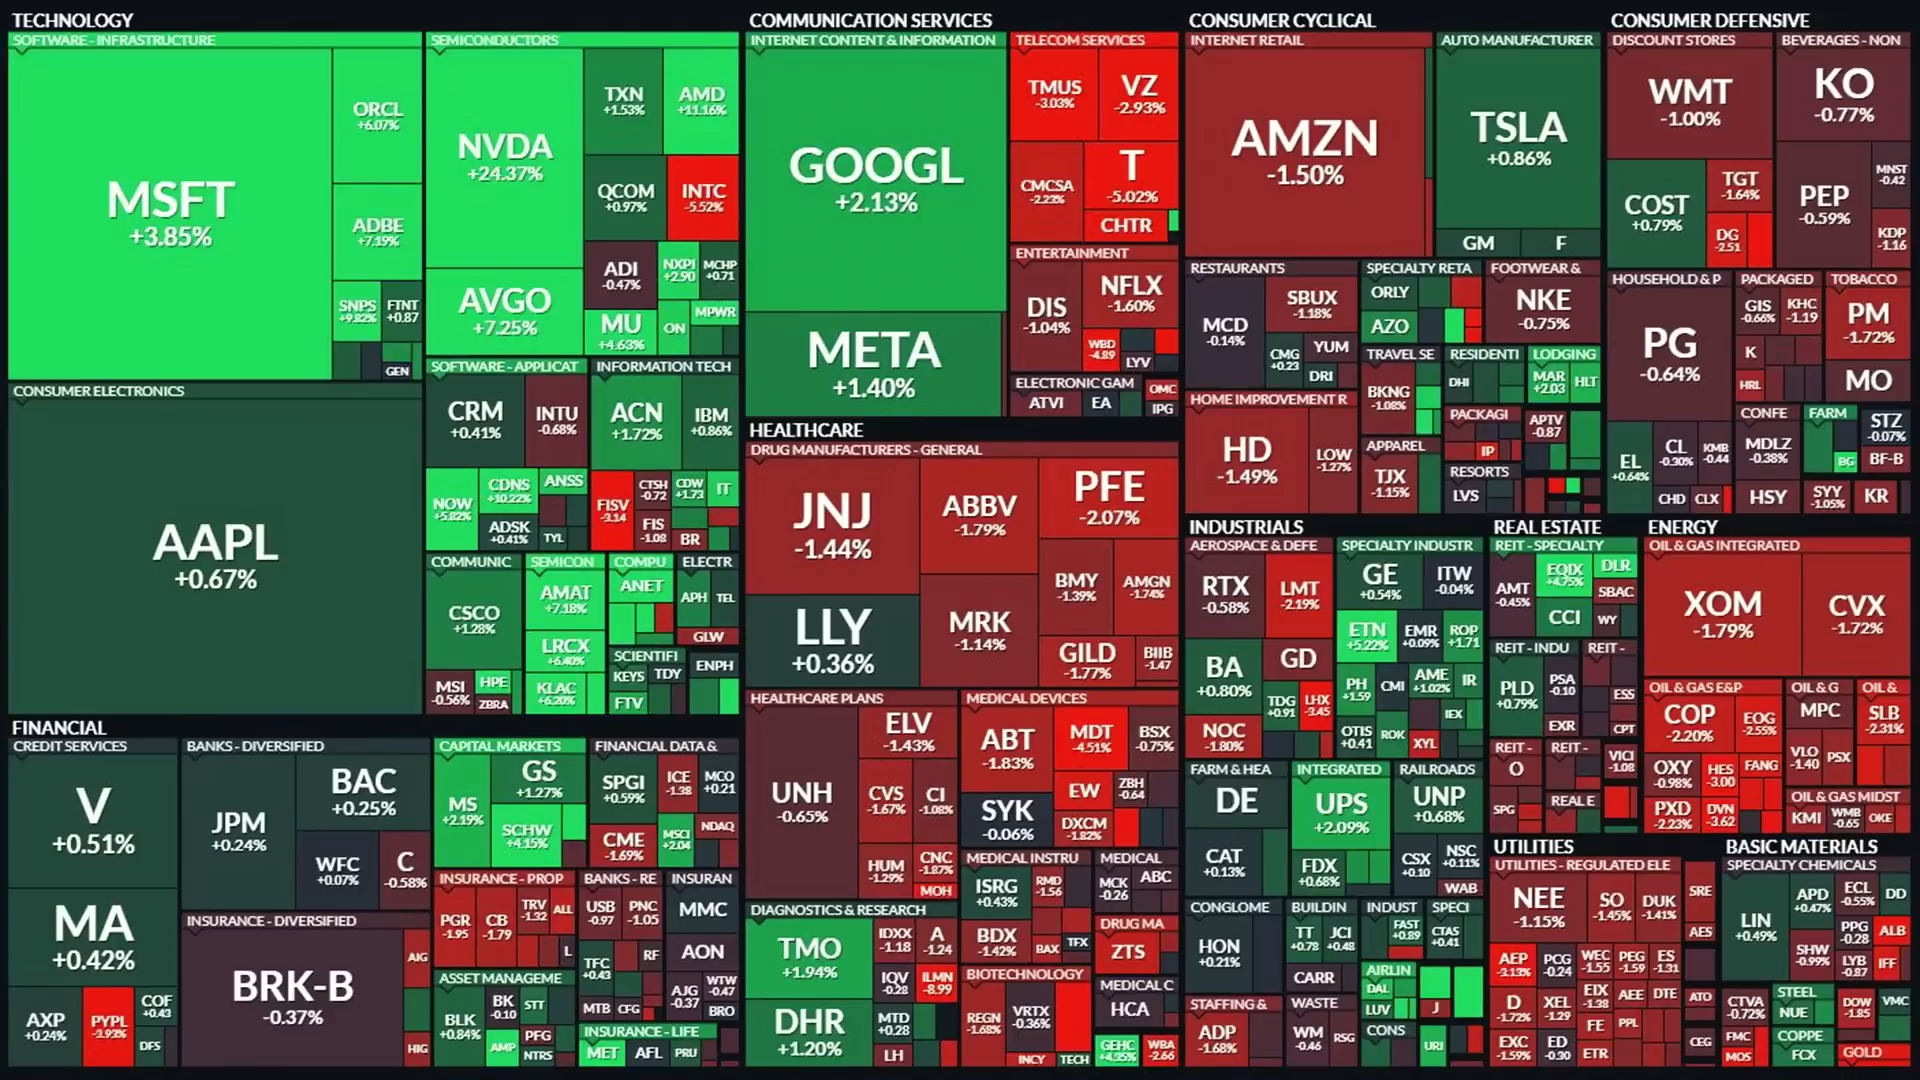 TECHNOLOGY
SOFTWARE - INFRASTRUCTURE
MSFT
+3.85%
ORCL
+6.07%
ADBE
+7.19%
SNPS
+9.82%
FTNT
+0.87
GEN
SEMICONDUCTORS
NVDA
+24.37%
AVGO
+7.25%
TXN
+1.53%
AMD
+11.16%
QCOM
+0.97%
INTC
-5.52%
ADI
-0.47%
NXPI
+2.90
MCHP
+0.71
MU
+4.63%
ON
MPWR
CONSUMER ELECTRONICS
AAPL
+0.67%
SOFTWARE - APPLICAT
CRM
+0.41%
INTU
-0.68%
NOW
+5.82%
CDNS
+10.22%
ANSS
ADSK
+0.41%
TYL
INFORMATION TECH
ACN
+1.72%
IBM
+0.86%
FISV
-3.14
CTSH
-0.72
CDW
+1.73
IT
FIS
-1.08
BR
COMMUNIC
CSCO
+1.28%
MSI
-0.56%
HPE
ZBRA
SEMICON
AMAT
+7.18%
LRCX
+6.40%
KLAC
+6.20%
COMPU
ANET
ELECTR
APH
TEL
GLW
SCIENTIFI
KEYS
TDY
FTV
ENPH
FINANCIAL
CREDIT SERVICES
V
+0.51%
MA
+0.42%
AXP
+0.24%
PYPL
-3.93%
COF
+0.43
DFS
BANKS - DIVERSIFIED
JPM
+0.24%
BAC
+0.25%
WFC
+0.07%
C
-0.58%
INSURANCE - DIVERSIFIED
BRK-B
-0.37%
AIG
HIG
CAPITAL MARKETS
MS
+2.19%
GS
+1.27%
SCHW
+4.15%
FINANCIAL DATA &
SPGI
+0.59%
ICE
-1.38
MCO
+0.21
CME
-1.69%
MSCI
+2.04
NDAQ
INSURANCE - PROP
PGR
-1.95
CB
-1.79
TRV
-1.32
ALL
L
BANKS - RE
USB
-0.97
PNC
-1.05
TFC
+0.43
RF
MTB
CFG
INSURAN
MMC
AON
AJG
-0.37
WTW
-0.47
BRO
ASSET MANAGEME
BLK
+0.84%
BK
-0.10
STT
AMP
PFG
NTRS
INSURANCE - LIFE
MET
AFL
PRU
COMMUNICATION SERVICES
INTERNET CONTENT & INFORMATION
GOOGL
+2.13%
META
+1.40%
TELECOM SERVICES
TMUS
-3.03%
VZ
-2.93%
CMCSA
-2.23%
T
-5.02%
CHTR
ENTERTAINMENT
DIS
-1.04%
NFLX
-1.60%
WBD
-4.89
LYV
ELECTRONIC GAM
ATVI
EA
OMC
IPG
HEALTHCARE
DRUG MANUFACTURERS - GENERAL
JNJ
-1.44%
LLY
+0.36%
ABBV
-1.79%
MRK
-1.14%
PFE
-2.07%
BMY
-1.39%
AMGN
-1.74%
GILD
-1.77%
BIIB
-1.47
HEALTHCARE PLANS
UNH
-0.65%
ELV
-1.43%
CVS
-1.67%
CI
-1.08%
HUM
-1.29%
CNC
-1.87%
MOH
MEDICAL DEVICES
ABT
-1.83%
MDT
-4.51%
BSX
-0.75%
SYK
-0.06%
EW
ZBH
-0.64
DXCM
-1.82%
DIAGNOSTICS & RESEARCH
TMO
+1.94%
DHR
+1.20%
IDXX
-1.18
A
-1.24
IQV
-0.28
ILMN
-8.99
MTD
+0.28
LH
MEDICAL INSTRU
ISRG
+0.43%
RMD
-1.56
BDX
-1.42%
BAX
TFX
MEDICAL
MCK
-0.26
ABC
DRUG MA
ZTS
BIOTECHNOLOGY
REGN
-1.68%
VRTX
-0.36%
INCY
TECH
MEDICAL C
HCA
GEHC
+4.35%
WBA
-2.66
CONSUMER CYCLICAL
INTERNET RETAIL
AMZN
-1.50%
AUTO MANUFACTURER
TSLA
+0.86%
GM
F
RESTAURANTS
MCD
-0.14%
SBUX
-1.18%
CMG
+0.23
YUM
DRI
SPECIALTY RETA
ORLY
AZO
FOOTWEAR &
NKE
-0.75%
HOME IMPROVEMENT R
HD
-1.49%
LOW
-1.27%
TRAVEL SE
BKNG
-1.08%
RESIDENTI
DHI
LODGING
MAR
+2.03
HLT
APPAREL
TJX
-1.15%
PACKAGI
IP
APTV
-0.87
RESORTS
LVS
CONSUMER DEFENSIVE
DISCOUNT STORES
WMT
-1.00%
COST
+0.79%
TGT
-1.64%
DG
-2.51
BEVERAGES - NON
KO
-0.77%
PEP
-0.59%
MNST
-0.42
KDP
-1.16
HOUSEHOLD & P
PG
-0.64%
EL
+0.64%
CL
-0.30%
KMB
-0.44
CHD
CLX
PACKAGED
GIS
-0.66%
KHC
-1.19
K
HRL
TOBACCO
PM
-1.72%
MO
CONFE
MDLZ
-0.38%
HSY
FARM
BG
STZ
-0.07%
BF-B
SYY
-1.05%
KR
INDUSTRIALS
AEROSPACE & DEFE
RTX
-0.58%
LMT
-2.19%
BA
+0.80%
GD
TDG
+0.91
LHX
-3.45
NOC
-1.80%
SPECIALTY INDUSTR
GE
+0.54%
ITW
-0.04%
ETN
+5.22%
EMR
+0.09%
ROP
+1.71
PH
+1.59
CMI
AME
+1.02%
IR
IEX
OTIS
+0.41
ROK
XYL
FARM & HEA
DE
CAT
+0.13%
INTEGRATED
UPS
+2.09%
FDX
+0.68%
RAILROADS
UNP
+0.68%
CSX
+0.10
NSC
+0.11%
WAB
CONGLOME
HON
+0.21%
BUILDIN
TT
+0.78
JCI
+0.48
CARR
INDUST
FAST
+0.89
SPECI
CTAS
+0.41
AIRLIN
DAL
LUV
J
STAFFING &
ADP
-1.68%
WASTE
WM
-0.46
RSG
CONS
URI
REAL ESTATE
REIT - SPECIALTY
AMT
-0.45%
EQIX
+4.75%
DLR
SBAC
CCI
WY
REIT - INDU
PLD
+0.79%
PSA
-0.10
EXR
REIT -
ESS
CPT
REIT -
O
REIT -
VICI
-1.08
SPG
REAL E
ENERGY
OIL & GAS INTEGRATED
XOM
-1.79%
CVX
-1.72%
OIL & GAS E&P
COP
-2.20%
EOG
-2.55%
OXY
-0.98%
HES
-3.00
FANG
PXD
-2.23%
DVN
-3.62
OIL & G
MPC
VLO
-1.40
PSX
OIL &
SLB
-2.31%
OIL & GAS MIDST
KMI
WMB
-0.65
OKE
UTILITIES
UTILITIES - REGULATED ELE
NEE
-1.15%
SO
-1.45%
DUK
-1.41%
AEP
-3.13%
PCG
-0.24
WEC
-1.55
PEG
-1.59
ES
-1.31
D
-1.72%
XEL
-1.29
EIX
-1.38
AEE
DTE
FE
PPL
EXC
-1.59%
ED
-0.30
ETR
SRE
AES
ATO
CEG
BASIC MATERIALS
SPECIALTY CHEMICALS
LIN
+0.49%
APD
+0.47%
ECL
-0.55%
DD
SHW
-0.99%
PPG
-0.28
ALB
LYB
-0.87
IFF
CTVA
-0.72%
FMC
MOS
STEEL
NUE
COPPE
FCX
DOW
-1.85
VMC
GOLD